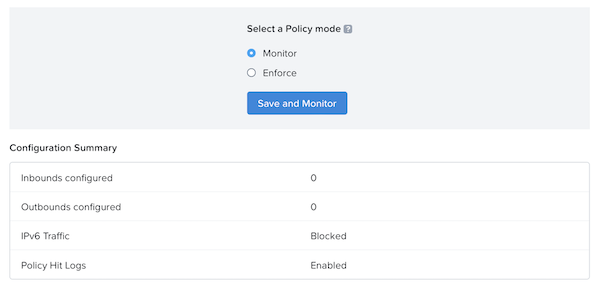 Select a Policy mode ?
Monitor
Enforce
Save and Monitor
Configuration Summary
Inbounds configured 0
Outbounds configured 0
IPv6 Traffic Blocked
Policy Hit Logs Enabled